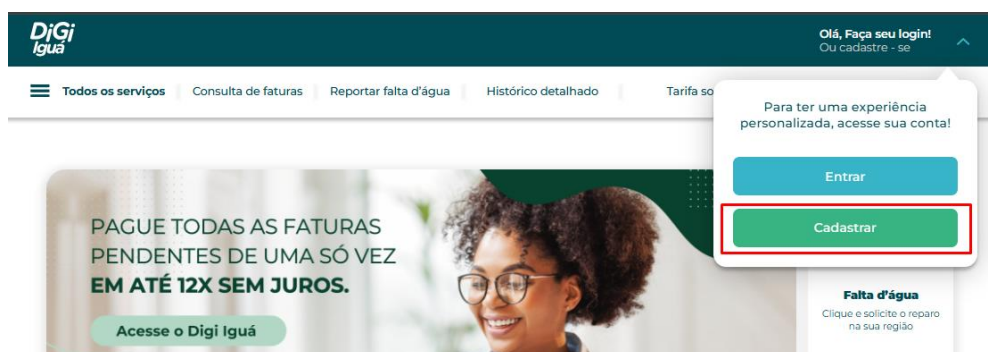 DiGi
Iguá
Olá, Faça seu login!
Ou cadastre - se
Todos os serviços
Consulta de faturas
Reportar falta d'água
Histórico detalhado
Tarifa so
Para ter uma experiência
personalizada, acesse sua conta!
Entrar
Cadastrar
PAGUE TODAS AS FATURAS
PENDENTES DE UMA SÓ VEZ
EM ATÉ 12X SEM JUROS.
Acesse o Digi Iguá
Falta d'água
Clique e solicite o reparo
na sua região